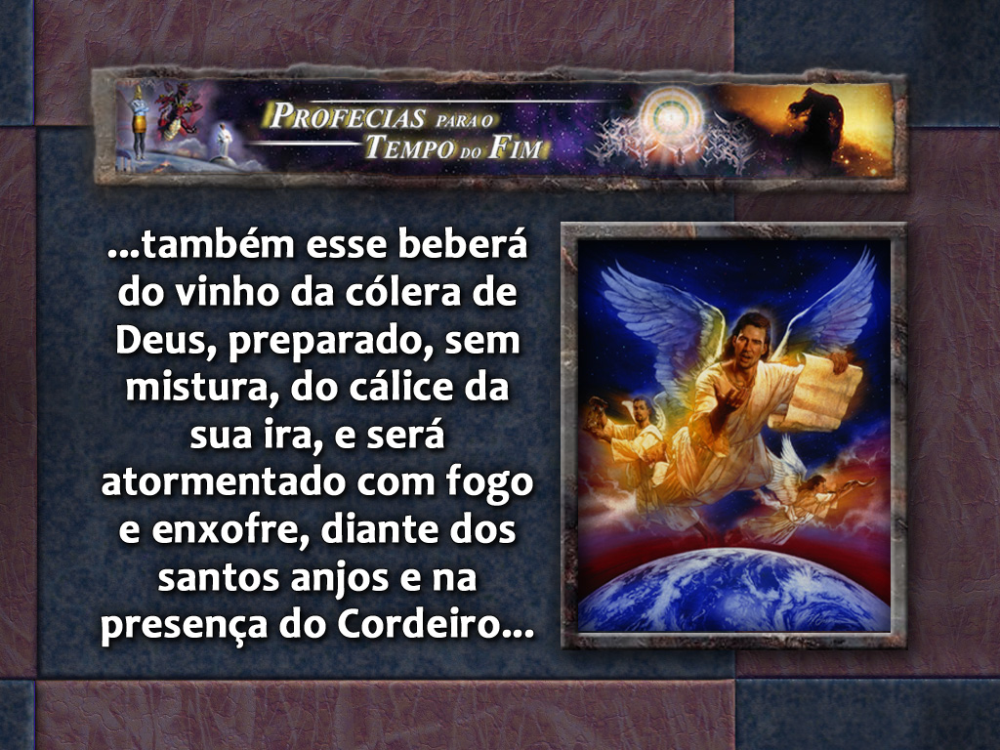 PROFECIAS PARA O
TEMPO DO FIM
...também esse beberá
do vinho da cólera de
Deus, preparado, sem
mistura, do cálice da
sua ira, e será
atormentado com fogo
e enxofre, diante dos
santos anjos e na
presença do Cordeiro...